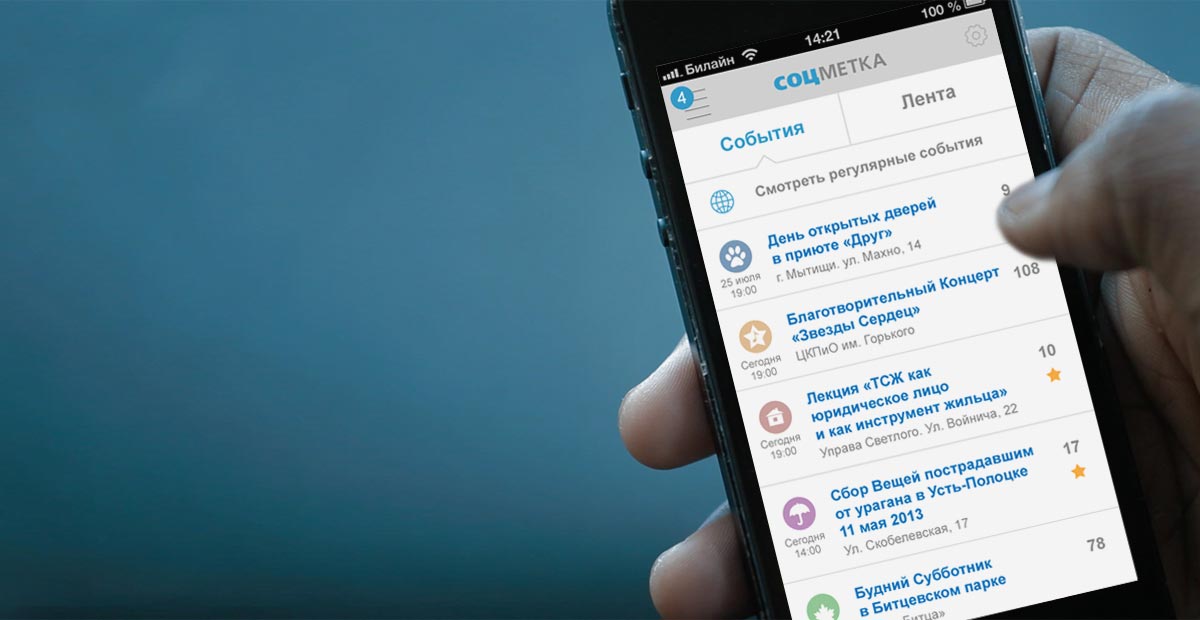 Билайн 14:21 100 %
4 СОЦМЕТКА
События Лента
Смотреть регулярные события
День открытых дверей 9
в приюте «Друг»
г. Мытищи. ул. Махно, 14
25 июля
19:00
Благотворительный Концерт 108
«Звезды Сердец»
ЦКПиО им. Горького
Сегодня
19:00
Лекция «ТСЖ как 10
юридическое лицо
и как инструмент жильца»
Управа Светлого. Ул. Войнича, 22
Сегодня
19:00
Сбор Вещей пострадавшим 17
от урагана в Усть-Полоцке
11 мая 2013
Ул. Скобелевская, 17
Сегодня
14:00
Будний Субботник 78
в Битцевском парке